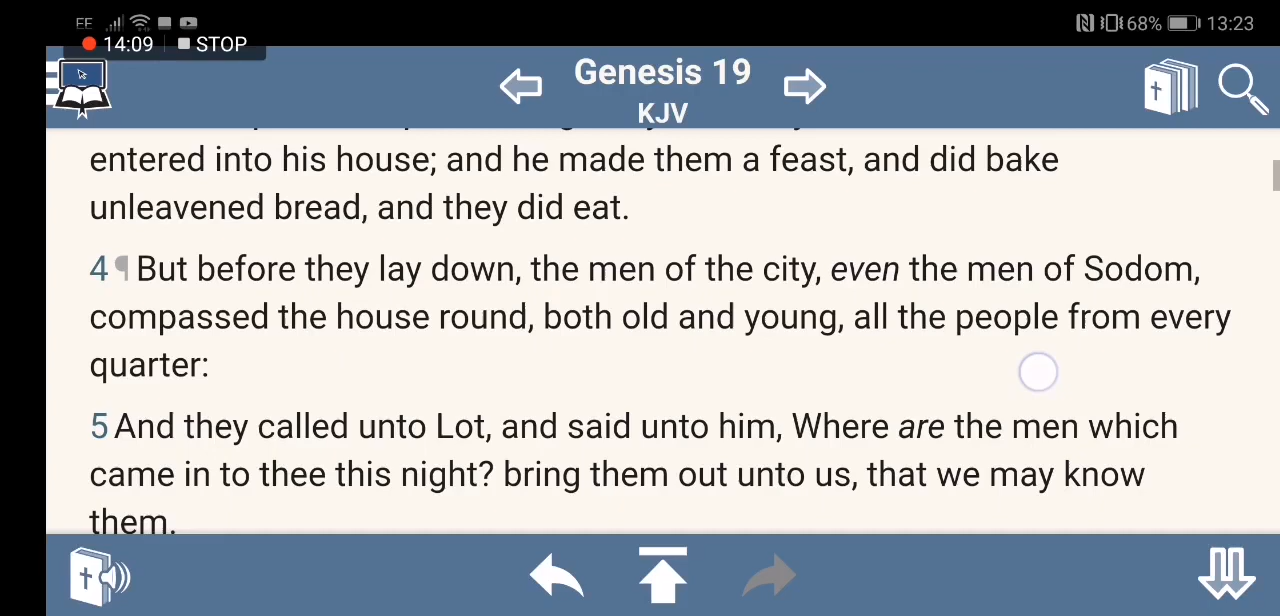 EE 68% 13:23
14:09 STOP
Genesis 19
KJV
entered into his house; and he made them a feast, and did bake
unleavened bread, and they did eat.
4 ¶ But before they lay down, the men of the city, even the men of Sodom,
compassed the house round, both old and young, all the people from every
quarter:
5 And they called unto Lot, and said unto him, Where are the men which
came in to thee this night? bring them out unto us, that we may know
them.